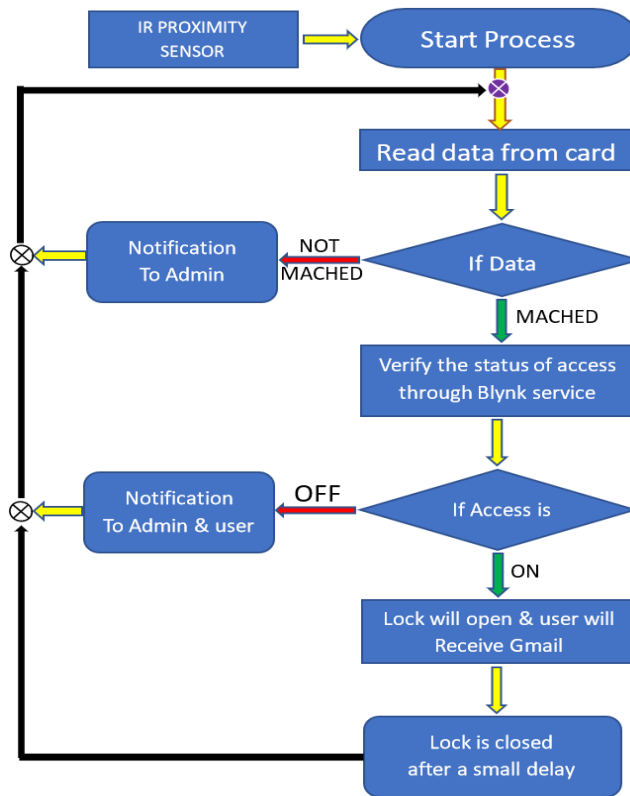 IR PROXIMITY
SENSOR
Start Process
Read data from card
Notification
To Admin
NOT
MACHED
If Data
MACHED
Verify the status of access
through Blynk service
Notification
To Admin & user
OFF
If Access is
ON
Lock will open & user will
Receive Gmail
Lock is closed
after a small delay